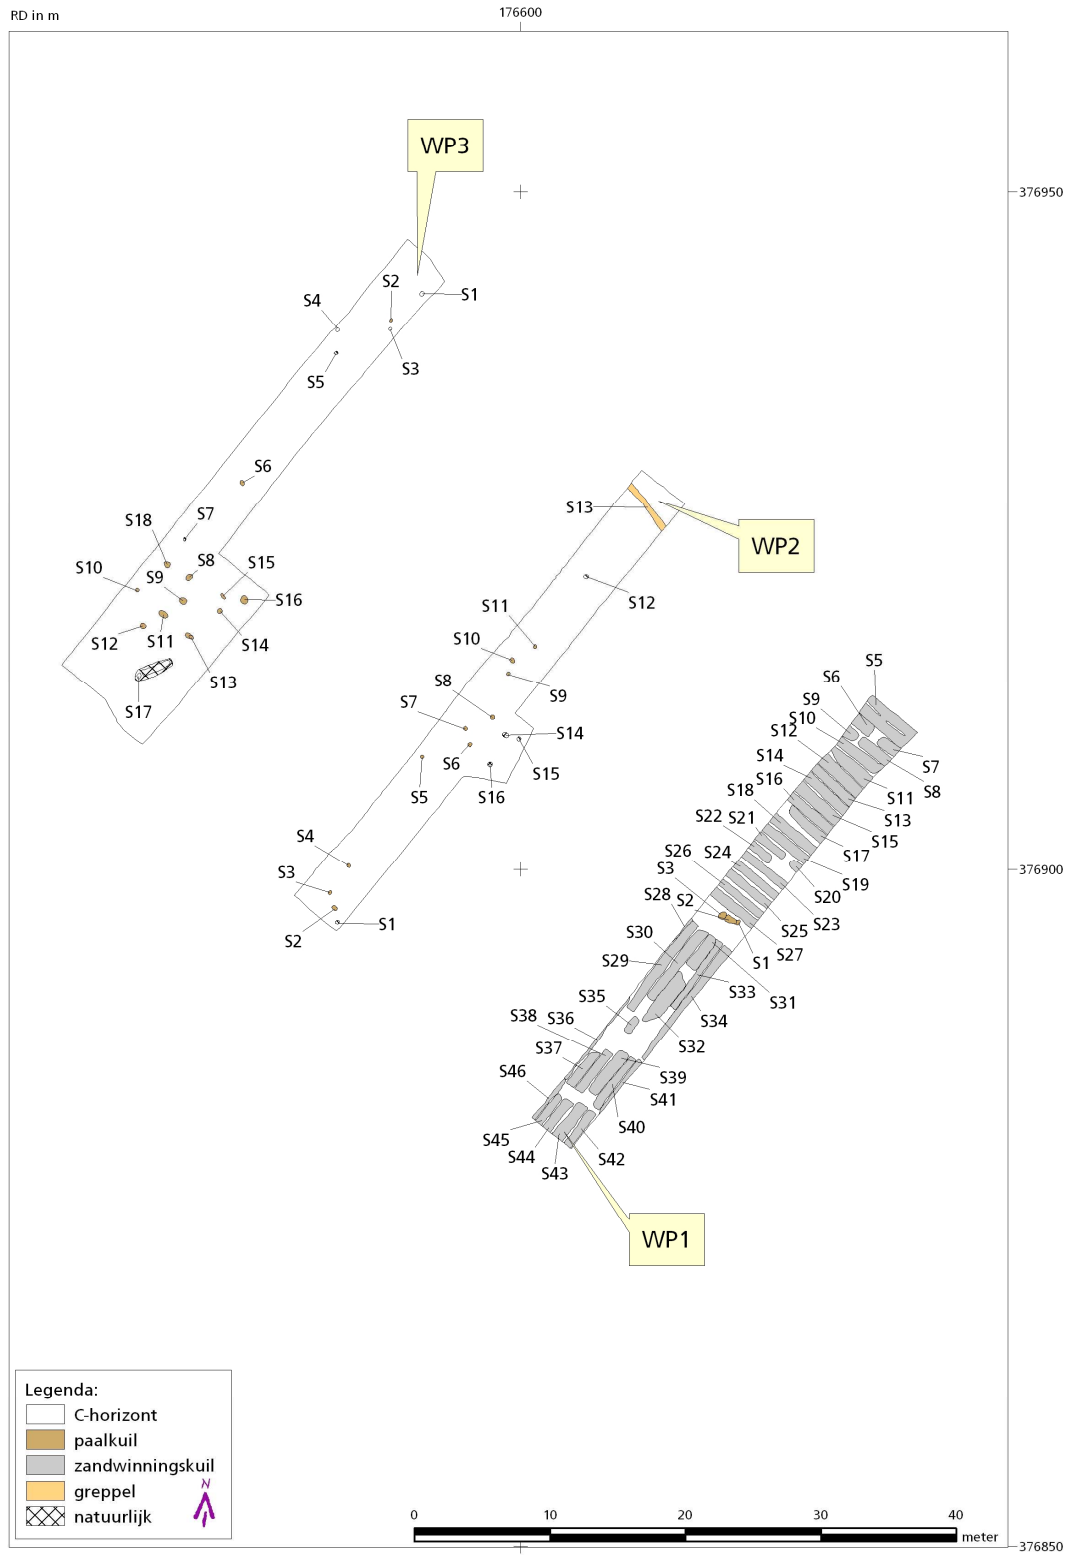 RD in m
176600
WP3
376950
S2
S1
S4
S3
S5
S6
S13
S7
S18
WP2
S8
S15
S10
S9
S16
S12
S11
S12
S11
S14
S10
S13
S9
S8
S17
S7
S14
S6
S15
S5
S16
S5
S6
S9
S10
S12
S7
S14
S8
S16
S11
S13
S18
S15
S21
S22
S17
S24
S26
S19
S3
S20
S2
S23
S28
S25
S27
S30
S1
S29
S33
S31
S34
S35
S36
S38
S32
S37
S39
S46
S41
S40
S45
S44
S42
S43
S4
S3
S1
S2
376900
WP1
Legenda:
C-horizont
paalkuil
zandwinningskuil
greppel
natuurlijk
N
0 10 20 30 40
meter
376850